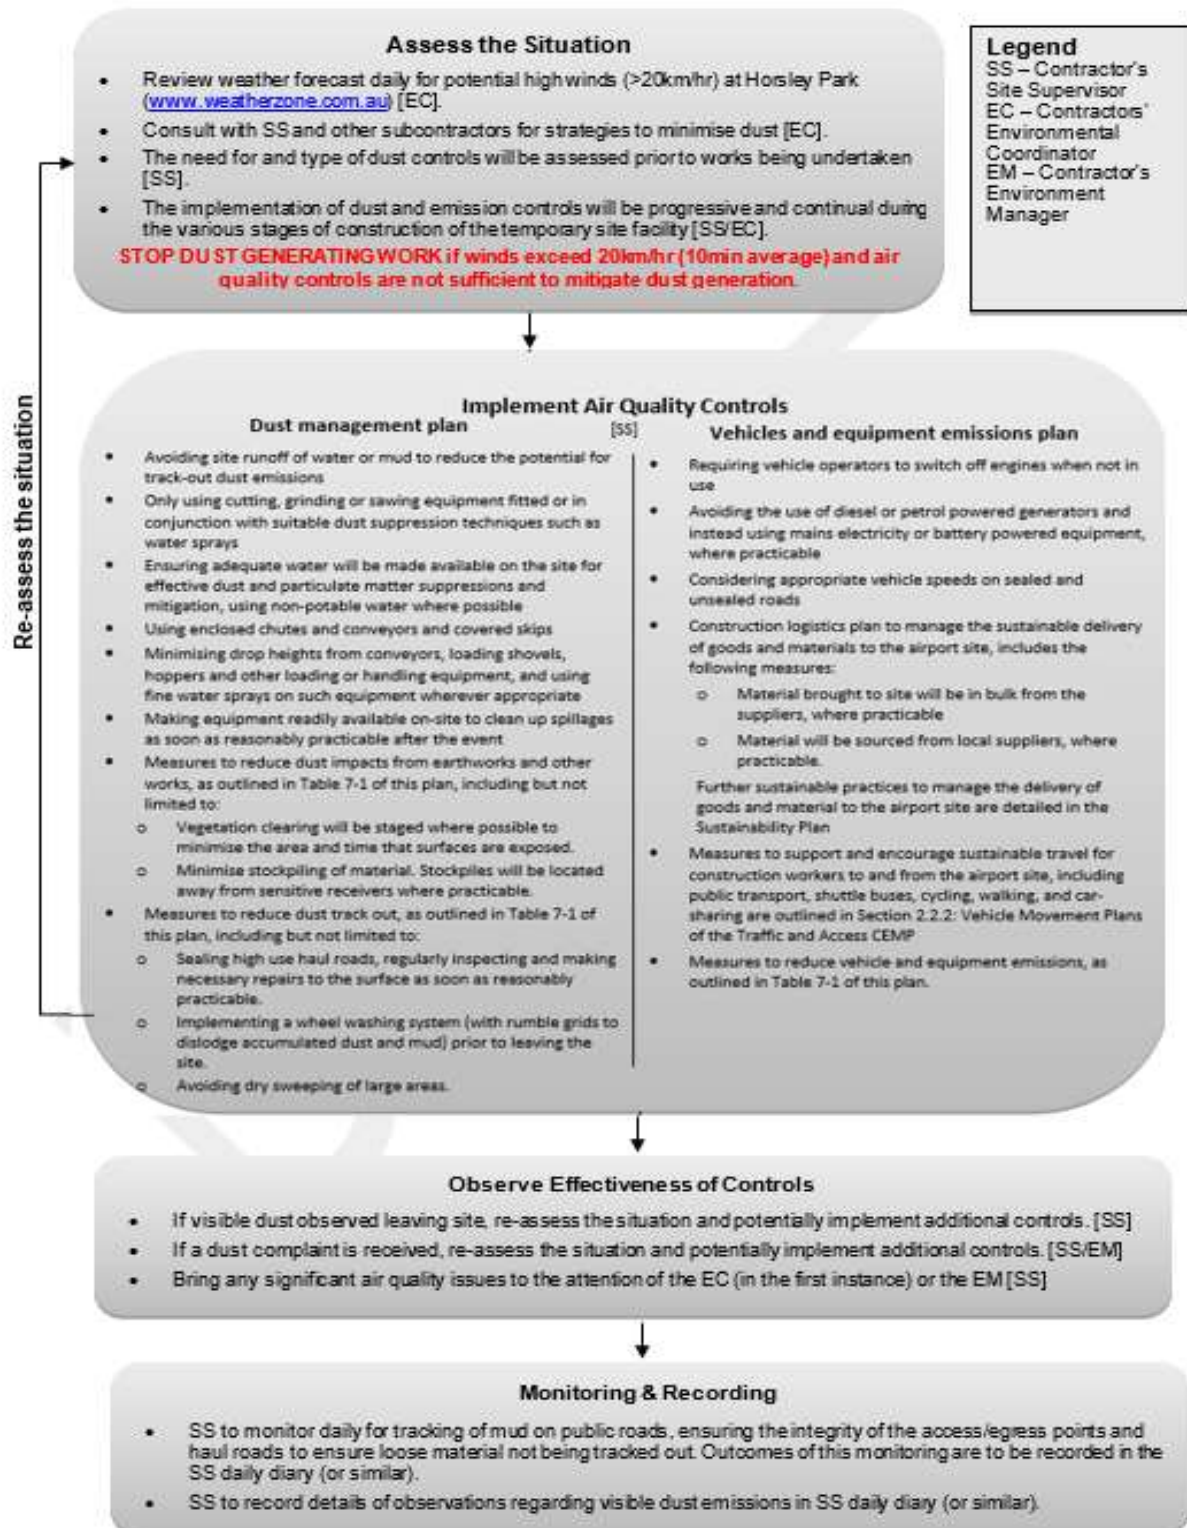 Assess the Situation
• Review weather forecast daily for potential high winds (>20km/hr) at Horsley Park
(www.weatherzone.com.au) [EC].
• Consult with SS and other subcontractors for strategies to minimise dust [EC].
• The need for and type of dust controls will be assessed prior to works being undertaken
[SS].
• The implementation of dust and emission controls will be progressive and continual during
the various stages of construction of the temporary site facility [SS/EC].
STOP DUST GENERATING WORK if winds exceed 20km/hr (10min average) and air
quality controls are not sufficient to mitigate dust generation.
Legend
SS – Contractor's
Site Supervisor
EC – Contractors'
Environmental
Coordinator
EM – Contractor's
Environment
Manager
Re-assess the situation
Implement Air Quality Controls
[SS]
Dust management plan
• Avoiding site runoff of water or mud to reduce the potential for
track-out dust emissions
• Only using cutting, grinding or sawing equipment fitted or in
conjunction with suitable dust suppression techniques such as
water sprays
• Ensuring adequate water will be made available on the site for
effective dust and particulate matter suppressions and
mitigation, using non-potable water where possible
• Using enclosed chutes and conveyors and covered skips
• Minimising drop heights from conveyors, loading shovels,
hoppers and other loading or handling equipment, and using
fine water sprays on such equipment wherever appropriate
• Making equipment readily available on-site to clean up spillages
as soon as reasonably practicable after the event
• Measures to reduce dust impacts from earthworks and other
works, as outlined in Table 7-1 of this plan, including but not
limited to:
o Vegetation clearing will be staged where possible to
minimise the area and time that surfaces are exposed.
o Minimise stockpiling of material. Stockpiles will be located
away from sensitive receivers where practicable.
• Measures to reduce dust track out, as outlined in Table 7-1 of
this plan, including but not limited to:
o Sealing high use haul roads, regularly inspecting and making
necessary repairs to the surface as soon as reasonably
practicable.
o Implementing a wheel washing system (with rumble grids to
dislodge accumulated dust and mud) prior to leaving the
site.
o Avoiding dry sweeping of large areas.
Vehicles and equipment emissions plan
• Requiring vehicle operators to switch off engines when not in
use
• Avoiding the use of diesel or petrol powered generators and
instead using mains electricity or battery powered equipment,
where practicable
• Considering appropriate vehicle speeds on sealed and
unsealed roads
• Construction logistics plan to manage the sustainable delivery
of goods and materials to the airport site, includes the
following measures:
o Material brought to site will be in bulk from the
suppliers, where practicable
o Material will be sourced from local suppliers, where
practicable.
Further sustainable practices to manage the delivery of
goods and material to the airport site are detailed in the
Sustainability Plan
• Measures to support and encourage sustainable travel for
construction workers to and from the airport site, including
public transport, shuttle buses, cycling, walking, and car-
sharing are outlined in Section 2.2.2: Vehicle Movement Plans
of the Traffic and Access CEMP
• Measures to reduce vehicle and equipment emissions, as
outlined in Table 7-1 of this plan.
Observe Effectiveness of Controls
• If visible dust observed leaving site, re-assess the situation and potentially implement additional controls. [SS]
• If a dust complaint is received, re-assess the situation and potentially implement additional controls. [SS/EM]
• Bring any significant air quality issues to the attention of the EC (in the first instance) or the EM [SS]
Monitoring & Recording
• SS to monitor daily for tracking of mud on public roads, ensuring the integrity of the access/egress points and
haul roads to ensure loose material not being tracked out. Outcomes of this monitoring are to be recorded in the
SS daily diary (or similar).
• SS to record details of observations regarding visible dust emissions in SS daily diary (or similar).